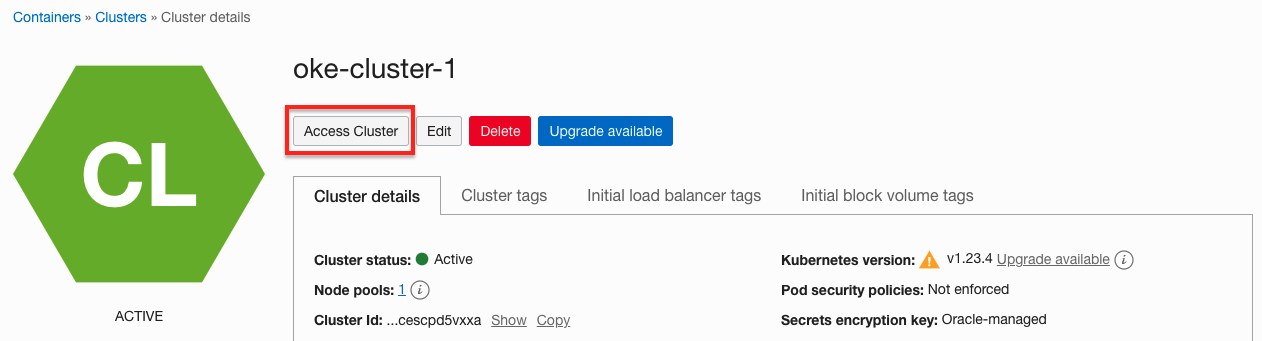 Containers » Clusters » Cluster details
CL
ACTIVE
oke-cluster-1
Access Cluster Edit Delete Upgrade available
Cluster details Cluster tags Initial load balancer tags Initial block volume tags
Cluster status: Active
Node pools: 1 i
Cluster Id: ...cescpd5vxxa Show Copy
Kubernetes version: ! v1.23.4 Upgrade available i
Pod security policies: Not enforced
Secrets encryption key: Oracle-managed